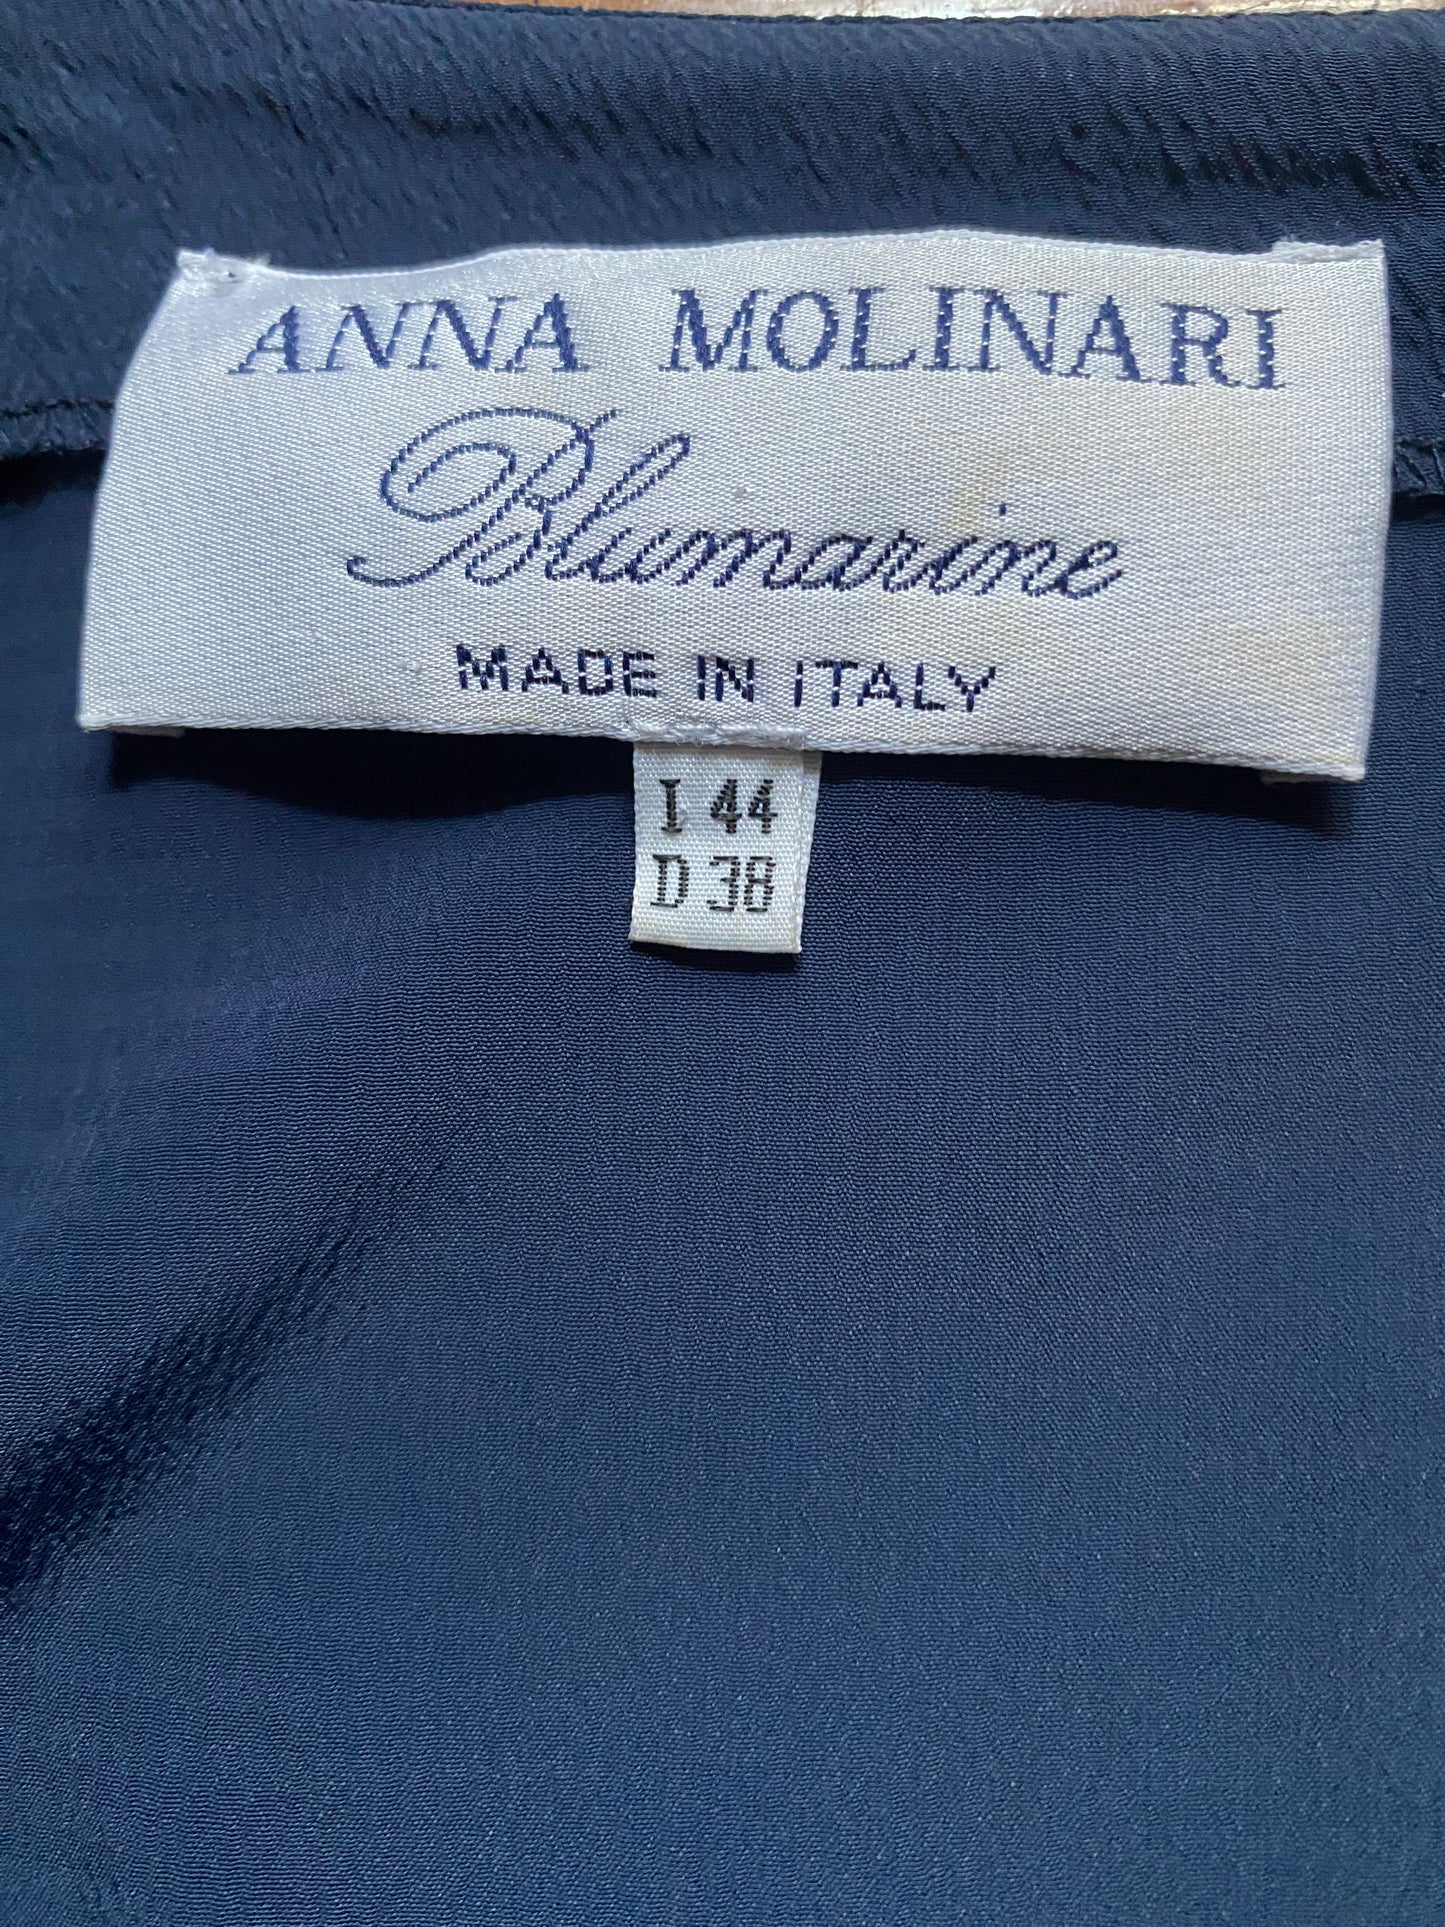 ANNA MOLINARI
Blumarine
MADE IN ITALY
I 44
D 38